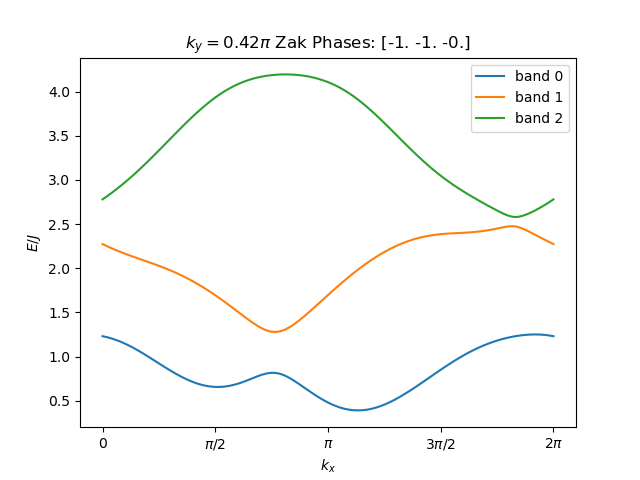 $k_y = 0.42\pi$ Zak Phases: [-1. -1. -0.]
band 0
band 1
band 2
4.0
3.5
3.0
2.5
2.0
1.5
1.0
0.5
E/J
0 π/2 π 3π/2 2π
$k_x$